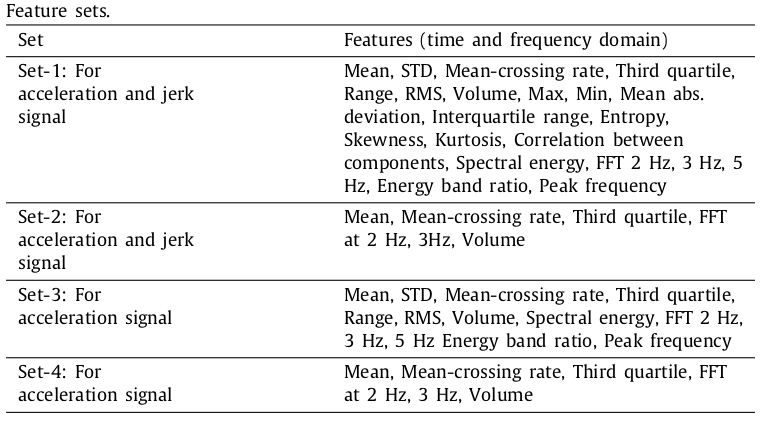 Feature sets.
Set Features (time and frequency domain)
Set-1: For
acceleration and jerk
signal
Mean, STD, Mean-crossing rate, Third quartile,
Range, RMS, Volume, Max, Min, Mean abs.
deviation, Interquartile range, Entropy,
Skewness, Kurtosis, Correlation between
components, Spectral energy, FFT 2 Hz, 3 Hz, 5
Hz, Energy band ratio, Peak frequency
Set-2: For
acceleration and jerk
signal
Mean, Mean-crossing rate, Third quartile, FFT
at 2 Hz, 3Hz, Volume
Set-3: For
acceleration signal
Mean, STD, Mean-crossing rate, Third quartile,
Range, RMS, Volume, Spectral energy, FFT 2 Hz,
3 Hz, 5 Hz Energy band ratio, Peak frequency
Set-4: For
acceleration signal
Mean, Mean-crossing rate, Third quartile, FFT
at 2 Hz, 3 Hz, Volume